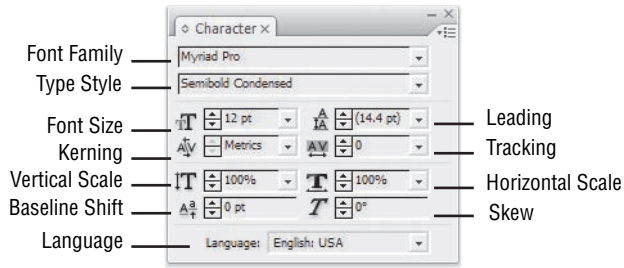 Character ×
Font Family
Myriad Pro
Type Style
Semibold Condensed
Font Size
12 pt
(14.4 pt)
Leading
Kerning
Metrics
0
Tracking
Vertical Scale
100%
100%
Horizontal Scale
Baseline Shift
0 pt
0°
Skew
Language
Language: English: USA